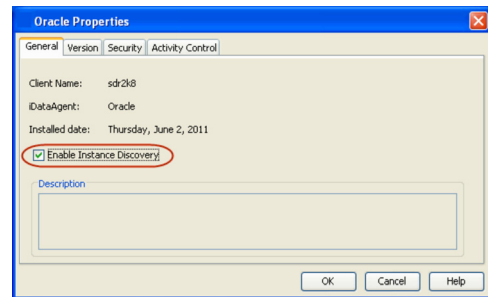 Oracle Properties
General Version Security Activity Control
Client Name: sdr2k8
iDataAgent: Oracle
Installed date: Thursday, June 2, 2011
Enable Instance Discovery
Description
OK Cancel Help